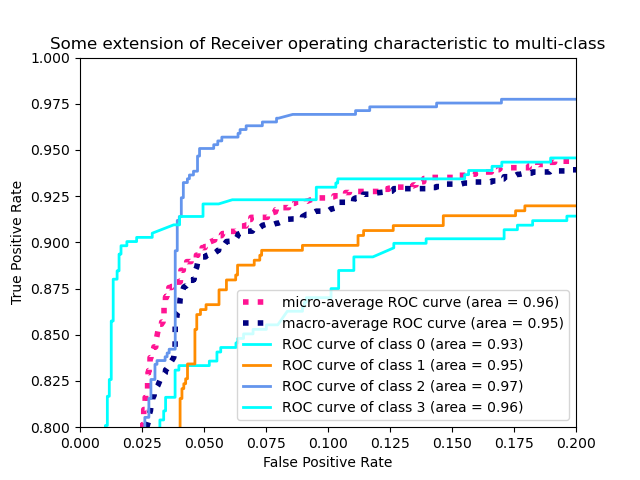 Some extension of Receiver operating characteristic to multi-class
1.000
0.975
0.950
0.925
0.900
0.875
0.850
0.825
0.800
True Positive Rate
micro-average ROC curve (area = 0.96)
macro-average ROC curve (area = 0.95)
ROC curve of class 0 (area = 0.93)
ROC curve of class 1 (area = 0.95)
ROC curve of class 2 (area = 0.97)
ROC curve of class 3 (area = 0.96)
0.000 0.025 0.050 0.075 0.100 0.125 0.150 0.175 0.200
False Positive Rate